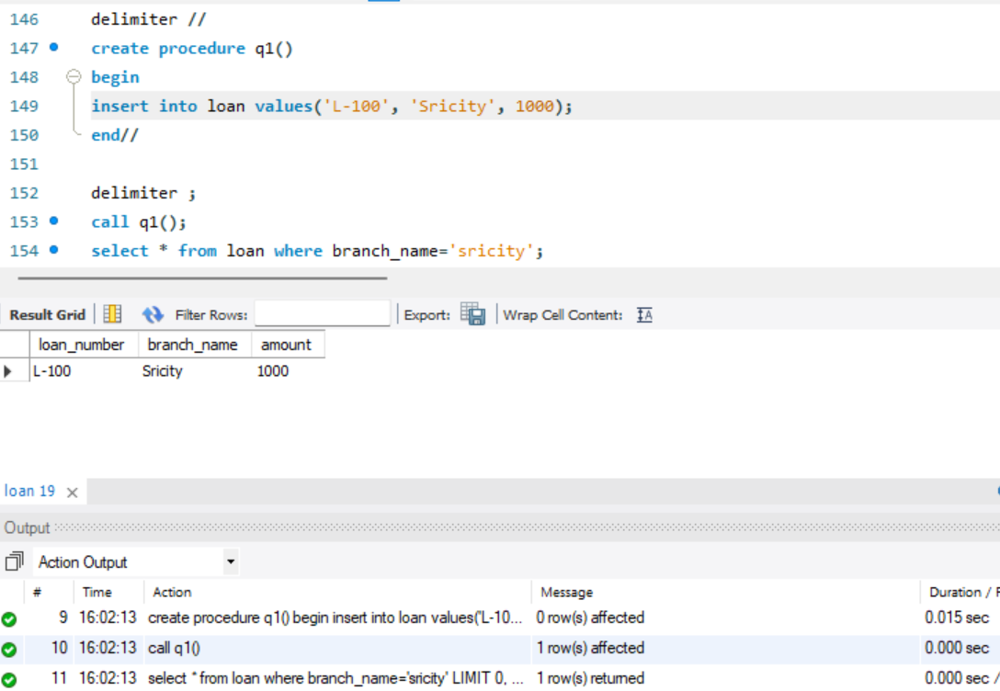 146 delimiter //
147 create procedure q1()
148 begin
149 insert into loan values('L-100', 'Sricity', 1000);
150 end//
151
152 delimiter ;
153 call q1();
154 select * from loan where branch_name='sricity';
Result Grid Filter Rows: Export: Wrap Cell Content: IA
loan_number branch_name amount
L-100 Sricity 1000
loan 19
Output
Action Output
# Time Action Message Duration /
9 16:02:13 create procedure q1() begin insert into loan values('L-10... 0 row(s) affected 0.015 sec
10 16:02:13 call q1() 1 row(s) affected 0.000 sec
11 16:02:13 select * from loan where branch_name='sricity' LIMIT 0, ... 1 row(s) returned 0.000 sec /